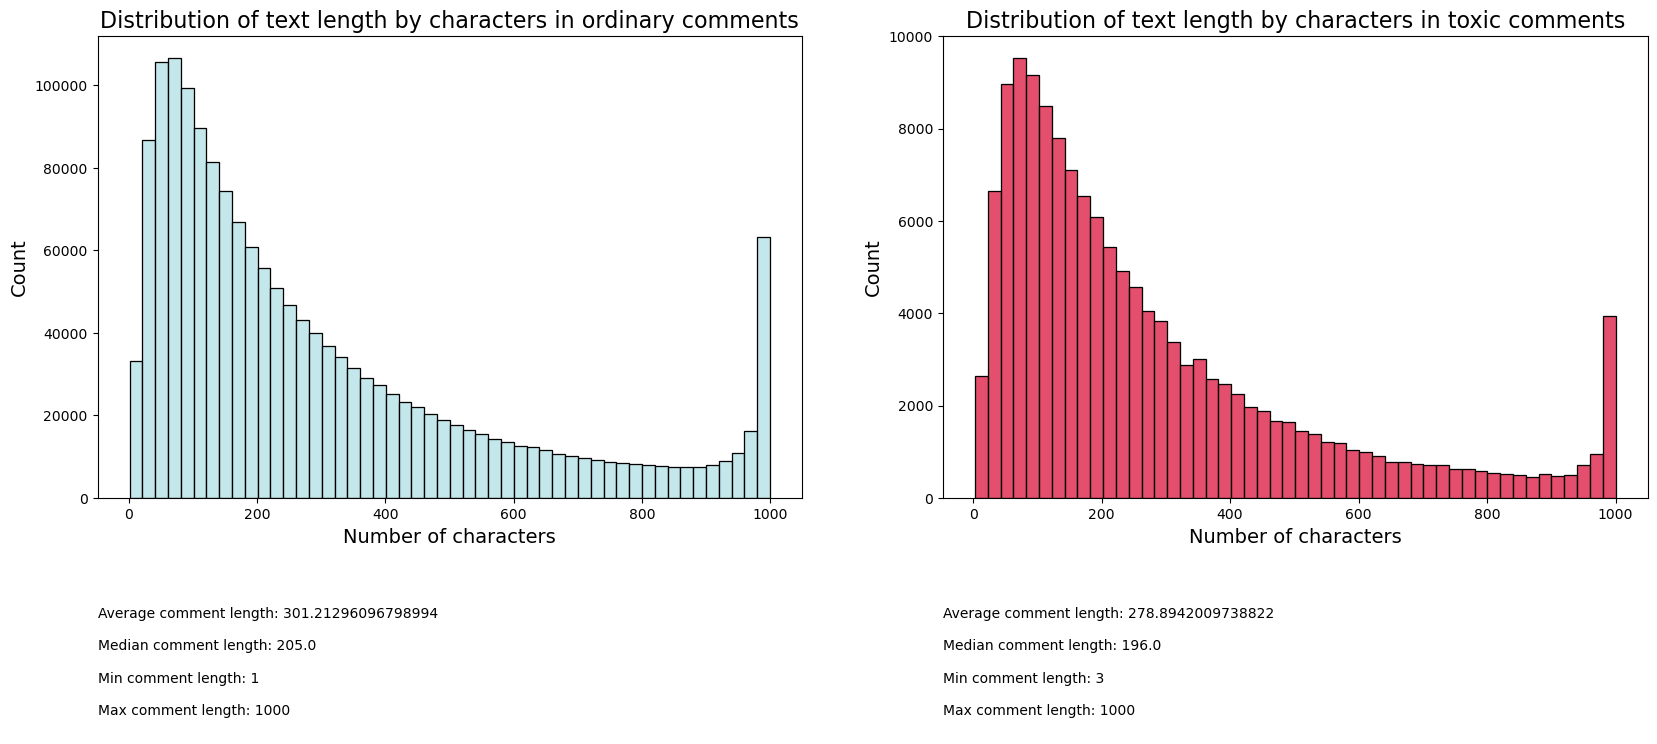 Distribution of text length by characters in ordinary comments
100000
80000
60000
40000
20000
0
Count
0 200 400 600 800 1000
Number of characters
Average comment length: 301.21296096798994
Median comment length: 205.0
Min comment length: 1
Max comment length: 1000
Distribution of text length by characters in toxic comments
10000
8000
6000
4000
2000
0
Count
0 200 400 600 800 1000
Number of characters
Average comment length: 278.8942009738822
Median comment length: 196.0
Min comment length: 3
Max comment length: 1000